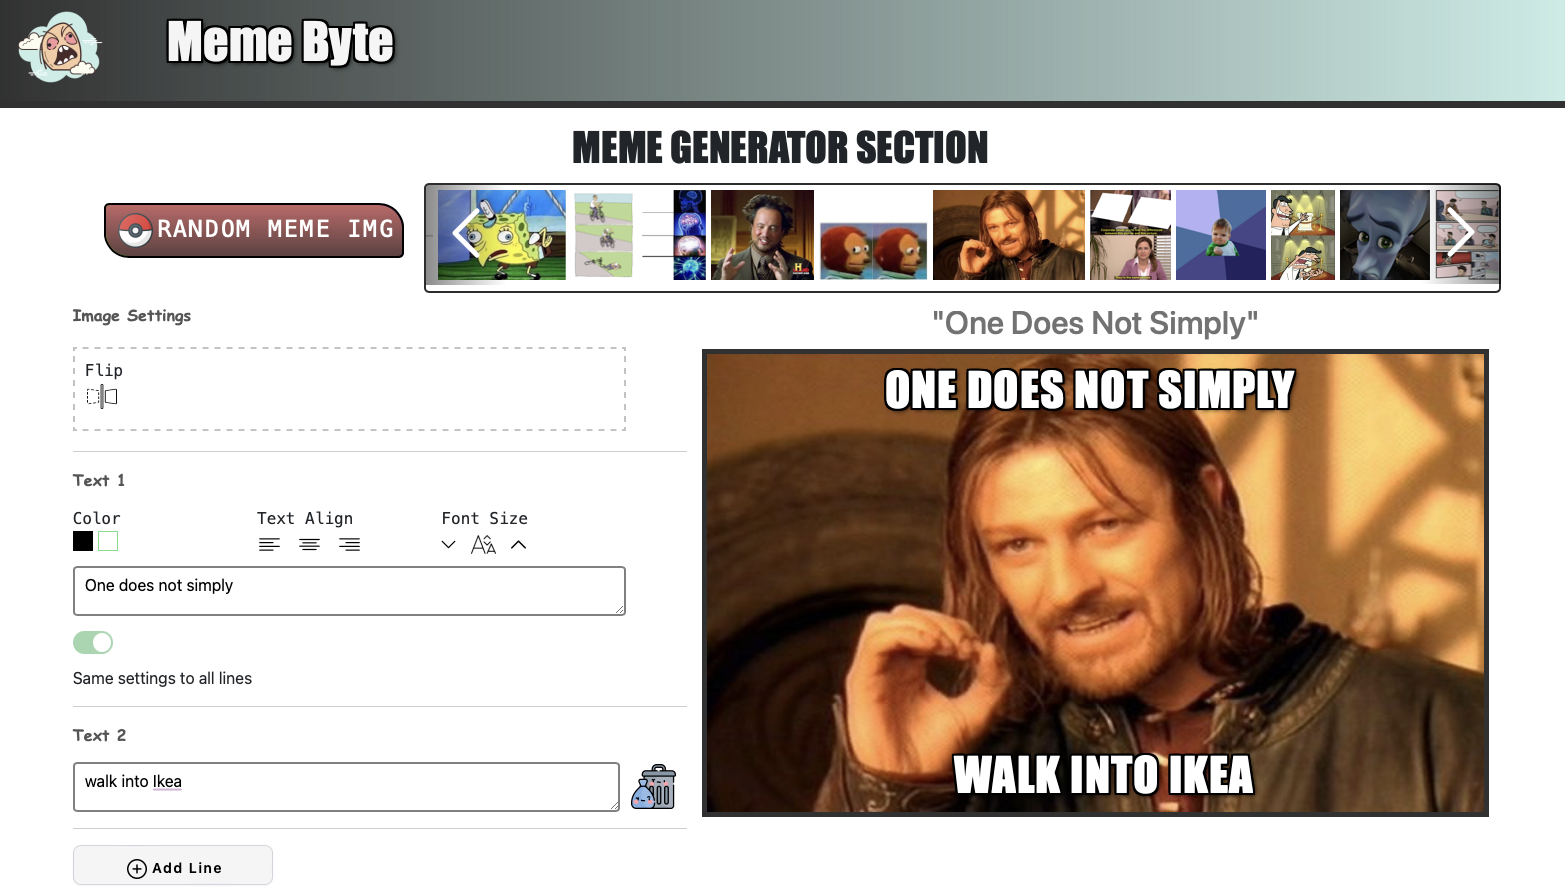 Meme Byte
MEME GENERATOR SECTION
RANDOM MEME IMG
Image Settings
"One Does Not Simply"
Flip
ONE DOES NOT SIMPLY
Text 1
Color
Text Align
Font Size
One does not simply
Same settings to all lines
Text 2
walk into Ikea
WALK INTO IKEA
Add Line